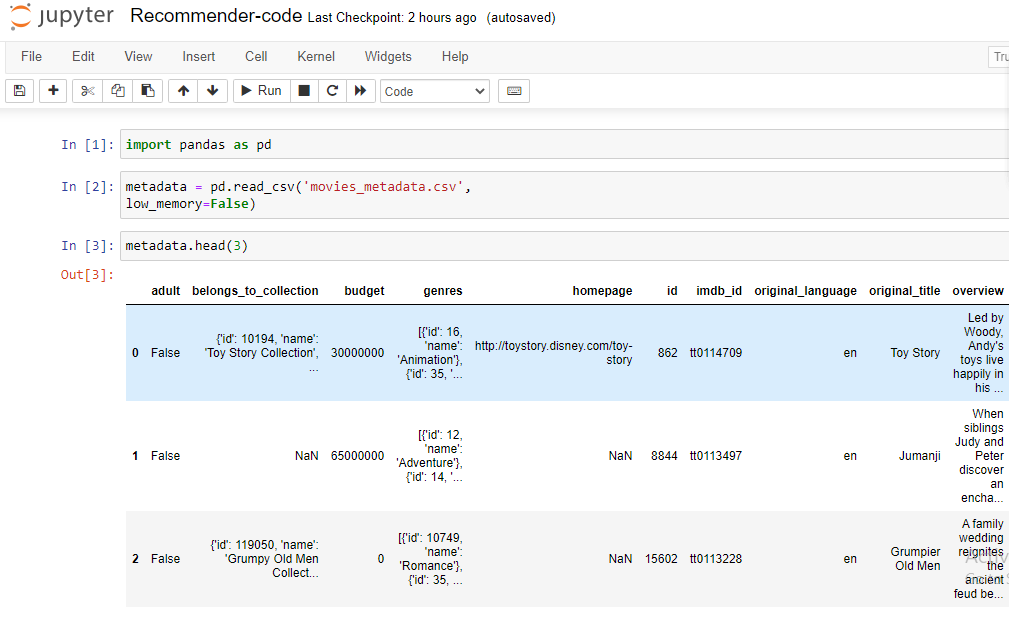 jupyter Recommender-code Last Checkpoint: 2 hours ago (autosaved)
File Edit View Insert Cell Kernel Widgets Help
Tru
Run Code
In [1]: import pandas as pd
In [2]: metadata = pd.read_csv('movies_metadata.csv',
low_memory=False)
In [3]: metadata.head(3)
Out[3]:
adult belongs_to_collection budget genres homepage id imdb_id original_language original_title overview
0 False {'id': 10194, 'name':
'Toy Story Collection',
...
30000000
[{'id': 16,
'name':
'Animation'},
{'id': 35, '...
http://toystory.disney.com/toy-
story
862 tt0114709 en Toy Story
Led by
Woody,
Andy's
toys live
happily in
his ...
1 False NaN 65000000
[{'id': 12,
'name':
'Adventure'},
{'id': 14, '...
NaN 8844 tt0113497 en Jumanji
When
siblings
Judy and
Peter
discover
an
encha...
2 False {'id': 119050, 'name':
'Grumpy Old Men
Collect...
0
[{'id': 10749,
'name':
'Romance'},
{'id': 35, ...
NaN 15602 tt0113228 en Grumpier
Old Men
A family
wedding
reignites
the
ancient
feud be...